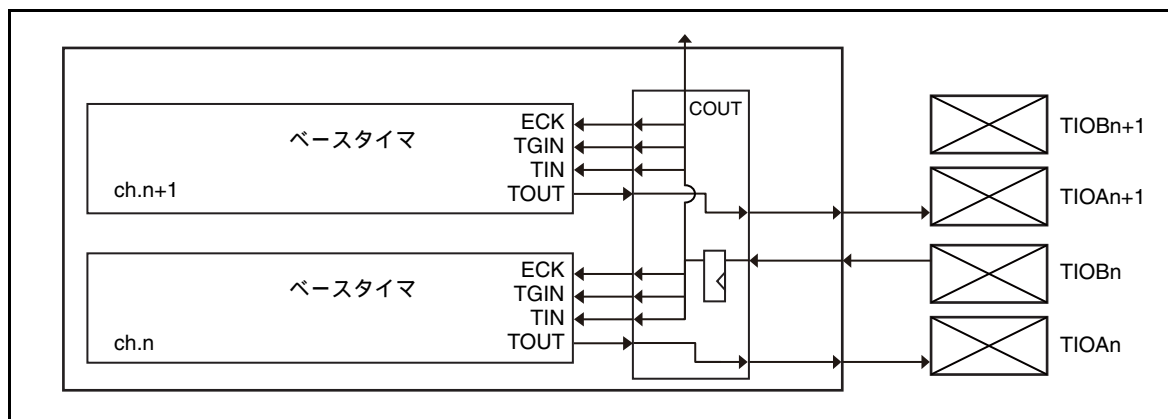 COUT
ベースタイマ
ECK
TGIN
TIN
TOUT
ch.n+1
TIOBn+1
TIOAn+1
ベースタイマ
ECK
TGIN
TIN
TOUT
ch.n
TIOBn
TIOAn